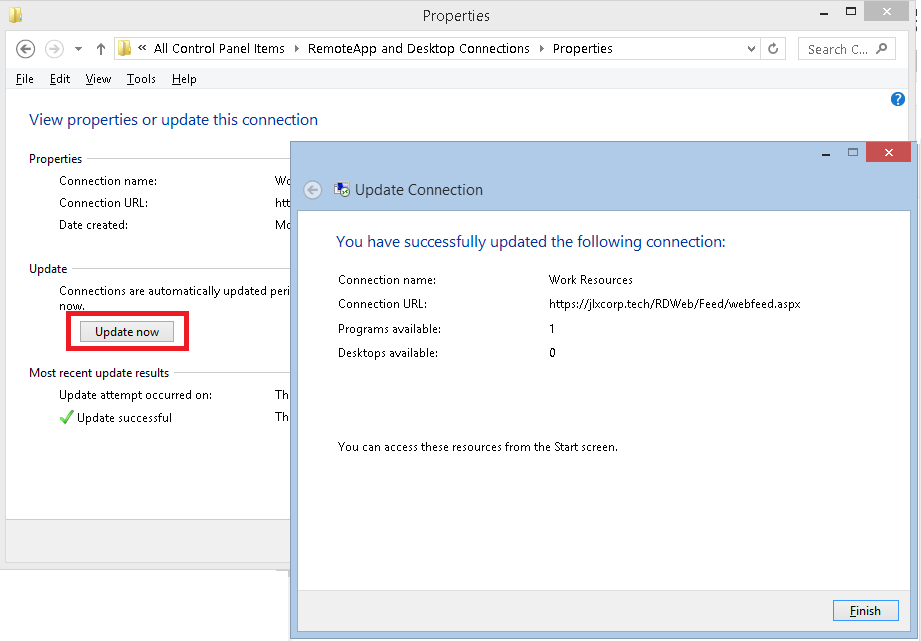 Properties
« All Control Panel Items › RemoteApp and Desktop Connections › Properties
Search C...
File Edit View Tools Help
View properties or update this connection
Properties
Connection name: Wo
Connection URL: htt
Date created: Mo
Update
Connections are automatically updated peri
now.
Update now
Most recent update results
Update attempt occurred on: Th
Update successful Th
Update Connection
You have successfully updated the following connection:
Connection name: Work Resources
Connection URL: https://jlxcorp.tech/RDWeb/Feed/webfeed.aspx
Programs available: 1
Desktops available: 0
You can access these resources from the Start screen.
Finish